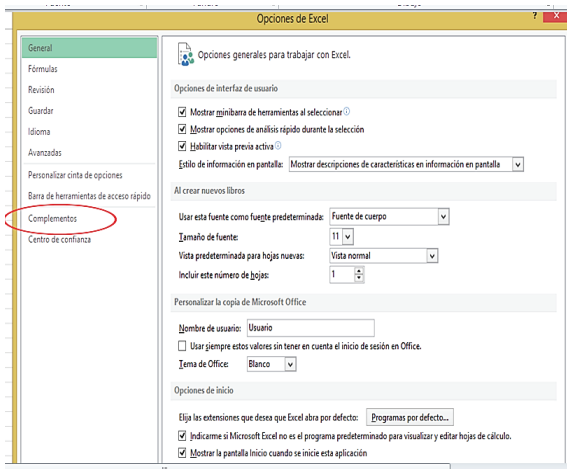 Opciones de Excel
? X
General
Fórmulas
Revisión
Guardar
Idioma
Avanzadas
Personalizar cinta de opciones
Barra de herramientas de acceso rápido
Complementos
Centro de confianza
Opciones generales para trabajar con Excel.
Opciones de interfaz de usuario
Mostrar minibarra de herramientas al seleccionar
Mostrar opciones de análisis rápido durante la selección
Habilitar vista previa activa
Estilo de información en pantalla: Mostrar descripciones de características en información en pantalla
Al crear nuevos libros
Usar esta fuente como fuente predeterminada: Fuente de cuerpo
Tamaño de fuente: 11
Vista predeterminada para hojas nuevas: Vista normal
Incluir este número de hojas: 1
Personalizar la copia de Microsoft Office
Nombre de usuario: Usuario
Usar siempre estos valores sin tener en cuenta el inicio de sesión en Office.
Tema de Office: Blanco
Opciones de inicio
Elija las extensiones que desea que Excel abra por defecto: Programas por defecto...
Indicarme si Microsoft Excel no es el programa predeterminado para visualizar y editar hojas de cálculo.
Mostrar la pantalla Inicio cuando se inicie esta aplicación